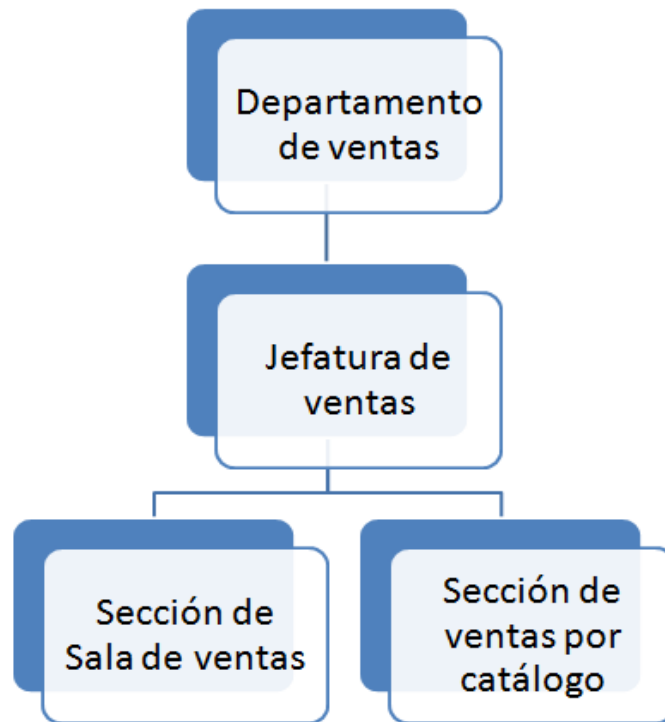 Departamento
de ventas
Jefatura de
ventas
Sección de
Sala de ventas
Sección de
ventas por
catálogo